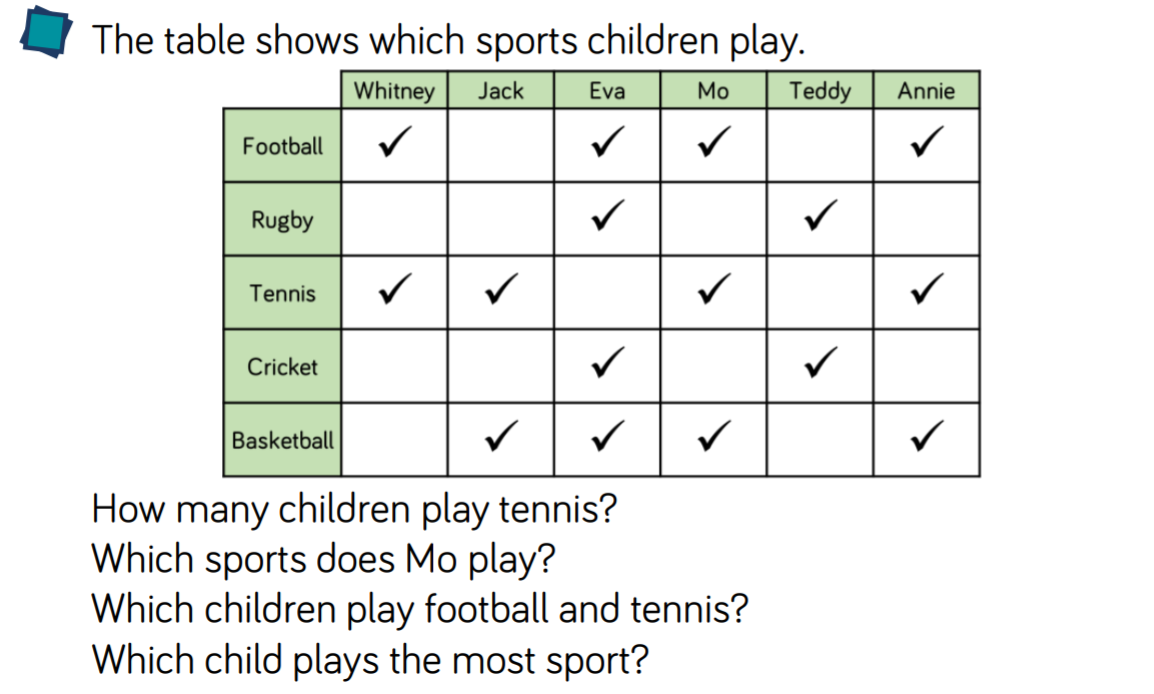 The table shows which sports children play.
Whitney Jack Eva Mo Teddy Annie
Football ✓ ✓ ✓ ✓
Rugby ✓ ✓
Tennis ✓ ✓ ✓ ✓
Cricket ✓ ✓
Basketball ✓ ✓ ✓ ✓
How many children play tennis?
Which sports does Mo play?
Which children play football and tennis?
Which child plays the most sport?